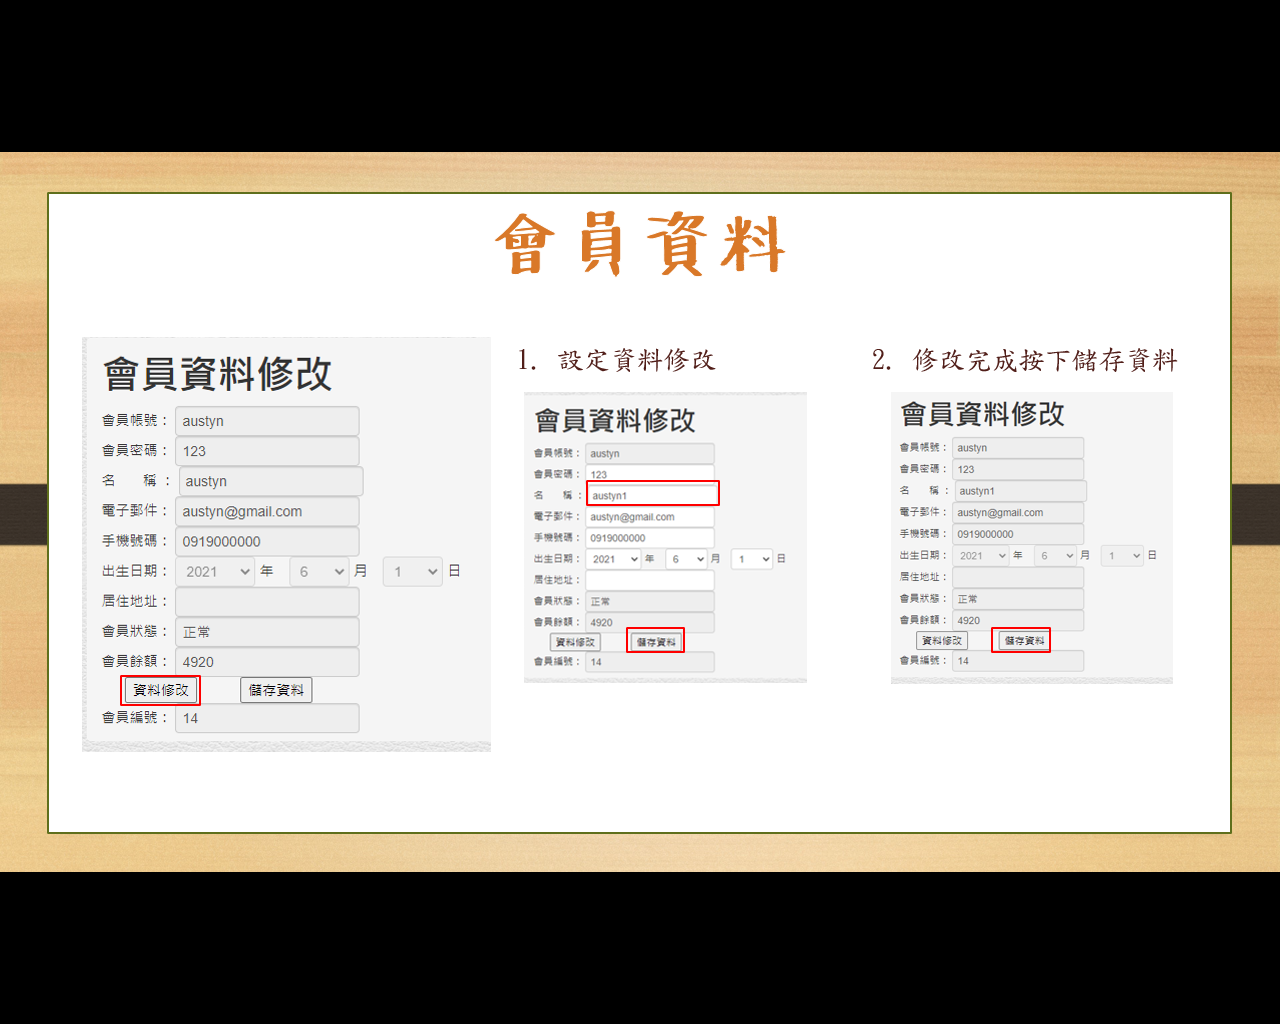 會員資料
會員資料修改
會員帳號： austyn
會員密碼： 123
名 稱 ： austyn
電子郵件： austyn@gmail.com
手機號碼： 0919000000
出生日期： 2021 年 6 月 1 日
居住地址：
會員狀態： 正常
會員餘額： 4920
資料修改 儲存資料
會員編號： 14
1. 設定資料修改
會員資料修改
會員帳號： austyn
會員密碼： 123
名 稱 ： austyn1
電子郵件： austyn@gmail.com
手機號碼： 0919000000
出生日期： 2021 年 6 月 1 日
居住地址：
會員狀態： 正常
會員餘額： 4920
資料修改 儲存資料
會員編號： 14
2. 修改完成按下儲存資料
會員資料修改
會員帳號： austyn
會員密碼： 123
名 稱 ： austyn1
電子郵件： austyn@gmail.com
手機號碼： 0919000000
出生日期： 2021 年 6 月 1 日
居住地址：
會員狀態： 正常
會員餘額： 4920
資料修改 儲存資料
會員編號： 14